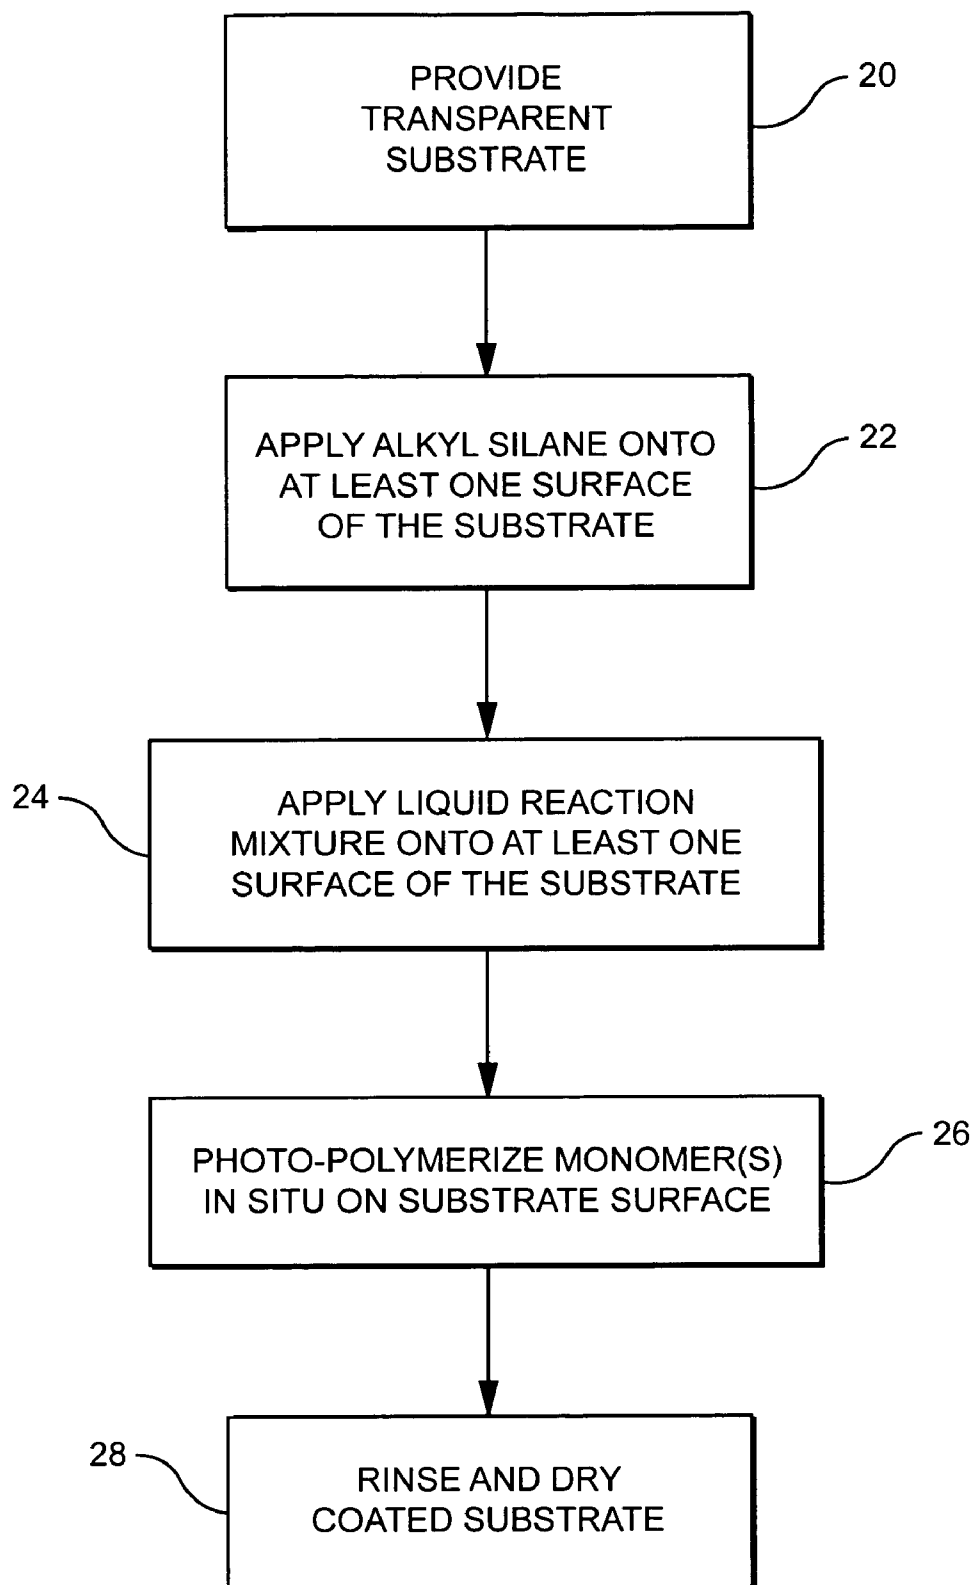 PROVIDE
TRANSPARENT
SUBSTRATE
20
APPLY ALKYL SILANE ONTO
AT LEAST ONE SURFACE
OF THE SUBSTRATE
22
24
APPLY LIQUID REACTION
MIXTURE ONTO AT LEAST ONE
SURFACE OF THE SUBSTRATE
PHOTO-POLYMERIZE MONOMER(S)
IN SITU ON SUBSTRATE SURFACE
26
28
RINSE AND DRY
COATED SUBSTRATE